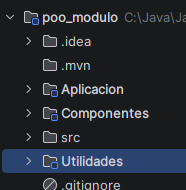 poo_modulo C:\Java\Ja
.idea
.mvn
Aplicacion
Componentes
src
Utilidades
.gitignore